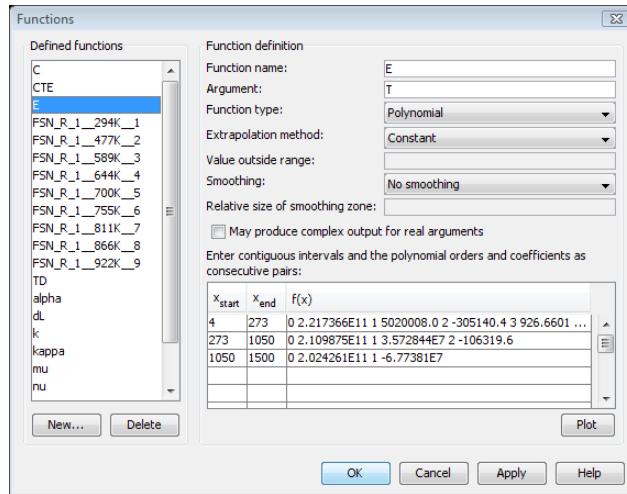 Functions
Defined functions
C
CTE
E
FSN_R_1__294K__1
FSN_R_1__477K__2
FSN_R_1__589K__3
FSN_R_1__644K__4
FSN_R_1__700K__5
FSN_R_1__755K__6
FSN_R_1__811K__7
FSN_R_1__866K__8
FSN_R_1__922K__9
TD
alpha
dL
k
kappa
mu
nu
New...
Delete
Function definition
Function name: E
Argument: T
Function type: Polynomial
Extrapolation method: Constant
Value outside range:
Smoothing: No smoothing
Relative size of smoothing zone:
May produce complex output for real arguments
Enter contiguous intervals and the polynomial orders and coefficients as
consecutive pairs:
xstart xend f(x)
4 273 0 2.217366E11 1 5020008.0 2 -305140.4 3 926.6601 ...
273 1050 0 2.109875E11 1 3.572844E7 2 -106319.6
1050 1500 0 2.024261E11 1 -6.77381E7
Plot
OK Cancel Apply Help